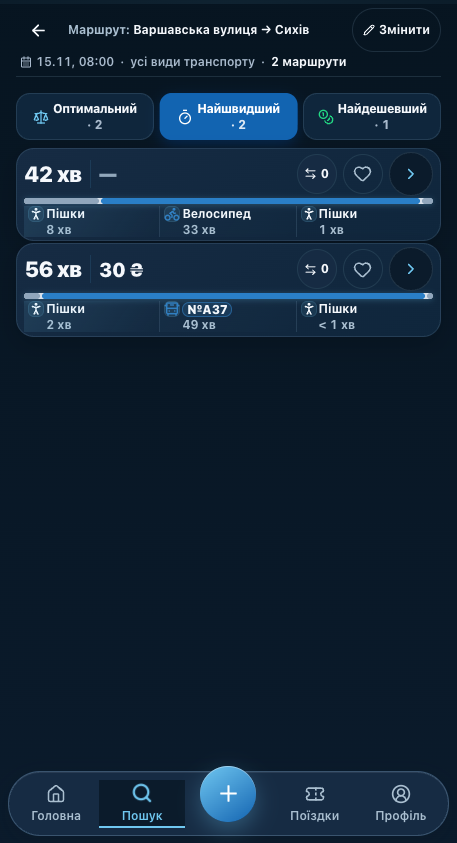 Маршрут: Варшавська вулиця → Сихів
Змінити
15.11, 08:00 · усі види транспорту · 2 маршрути
Оптимальний
· 2
Найшвидший
· 2
Найдешевший
· 1
42 хв —
0
Пішки
8 хв
Велосипед
33 хв
Пішки
1 хв
56 хв 30 ₴
0
Пішки
2 хв
№А37
49 хв
Пішки
< 1 хв
Головна
Пошук
Поїздки
Профіль